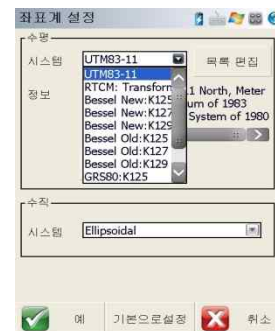 좌표계 설정
수평
시스템
UTM83-11
목록 편집
UTM83-11
RTCM: Transform
Bessel New:K125
Bessel New:K127
Bessel New:K129
Bessel Old:K125
Bessel Old:K127
Bessel Old:K129
GRS80:K125
정보
.1 North, Meter
um of 1983
System of 1980
수직
시스템
Ellipsoidal
예
기본으로설정
취소